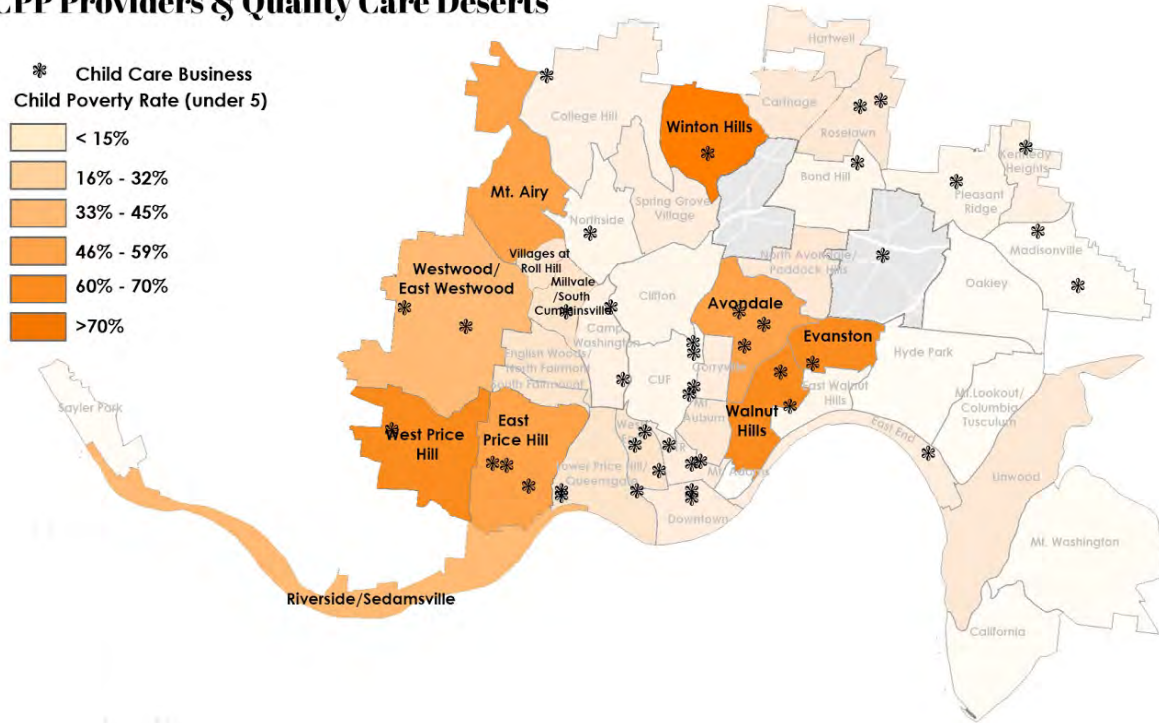 CPP Providers & Quality Care Deserts
Child Care Business
Child Poverty Rate (under 5)
< 15%
16% - 32%
33% - 45%
46% - 59%
60% - 70%
>70%
Hartwell
College Hill
Carthage
Winton Hills
Roselawn
Kennedy
Heights
Bond Hill
Pleasant
Ridge
Mt. Airy
Spring Grove
Village
Northside
Madisonville
Villages at
Roll Hill
North Avondale/
Paddock Hills
Westwood/
East Westwood
Millvale
/South
Cumminsville
Clifton
Oakley
Avondale
Camp
Washington
Evanston
English Woods/
North Fairmont
South Fairmount
CUF
Corryville
Hyde Park
East Walnut
Hills
Mt.
Auburn
Walnut
Hills
Mt.Lookout/
Columbia
Tusculum
Sayler Park
West Price
Hill
East
Price Hill
West
East End
Lower Price Hill/
Queensgate
Mt. Adams
Linwood
Downtown
Mt. Washington
Riverside/Sedamsville
California